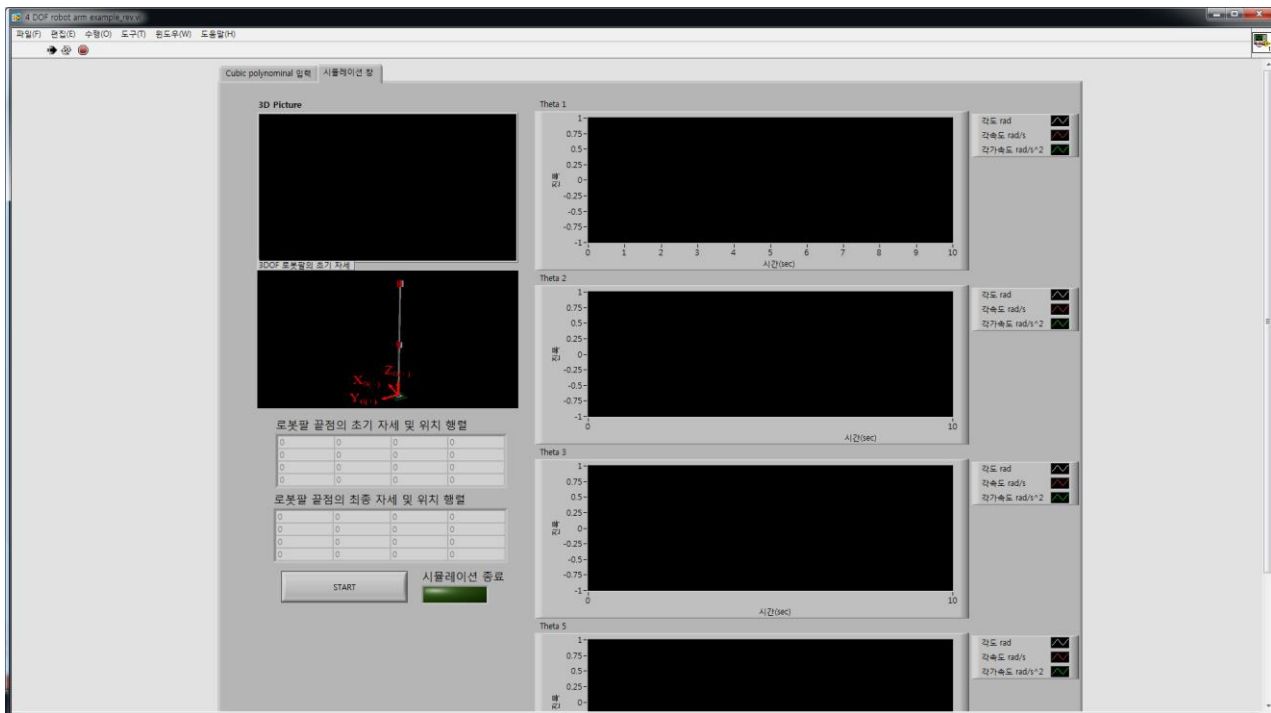 4 DOF robot arm example_rev.vi
파일(F) 편집(E) 수행(O) 도구(T) 윈도우(W) 도움말(H)
Cubic polynominal 입력
시뮬레이션 창
3D Picture
3DOF 로봇팔의 초기 자세
로봇팔 끝점의 초기 자세 및 위치 행렬
0 0 0 0
0 0 0 0
0 0 0 0
0 0 0 0
로봇팔 끝점의 최종 자세 및 위치 행렬
0 0 0 0
0 0 0 0
0 0 0 0
0 0 0 0
START
시뮬레이션 종료
Theta 1
진폭
1
0.75
0.5
0.25
0
-0.25
-0.5
-0.75
-1
0 1 2 3 4 5 6 7 8 9 10
시간(sec)
각도 rad
각속도 rad/s
각가속도 rad/s^2
Theta 2
진폭
1
0.75
0.5
0.25
0
-0.25
-0.5
-0.75
-1
0 10
시간(sec)
각도 rad
각속도 rad/s
각가속도 rad/s^2
Theta 3
진폭
1
0.75
0.5
0.25
0
-0.25
-0.5
-0.75
-1
0 10
시간(sec)
각도 rad
각속도 rad/s
각가속도 rad/s^2
Theta 5
진폭
1
0.75
0.5
0.25
0
각도 rad
각속도 rad/s
각가속도 rad/s^2